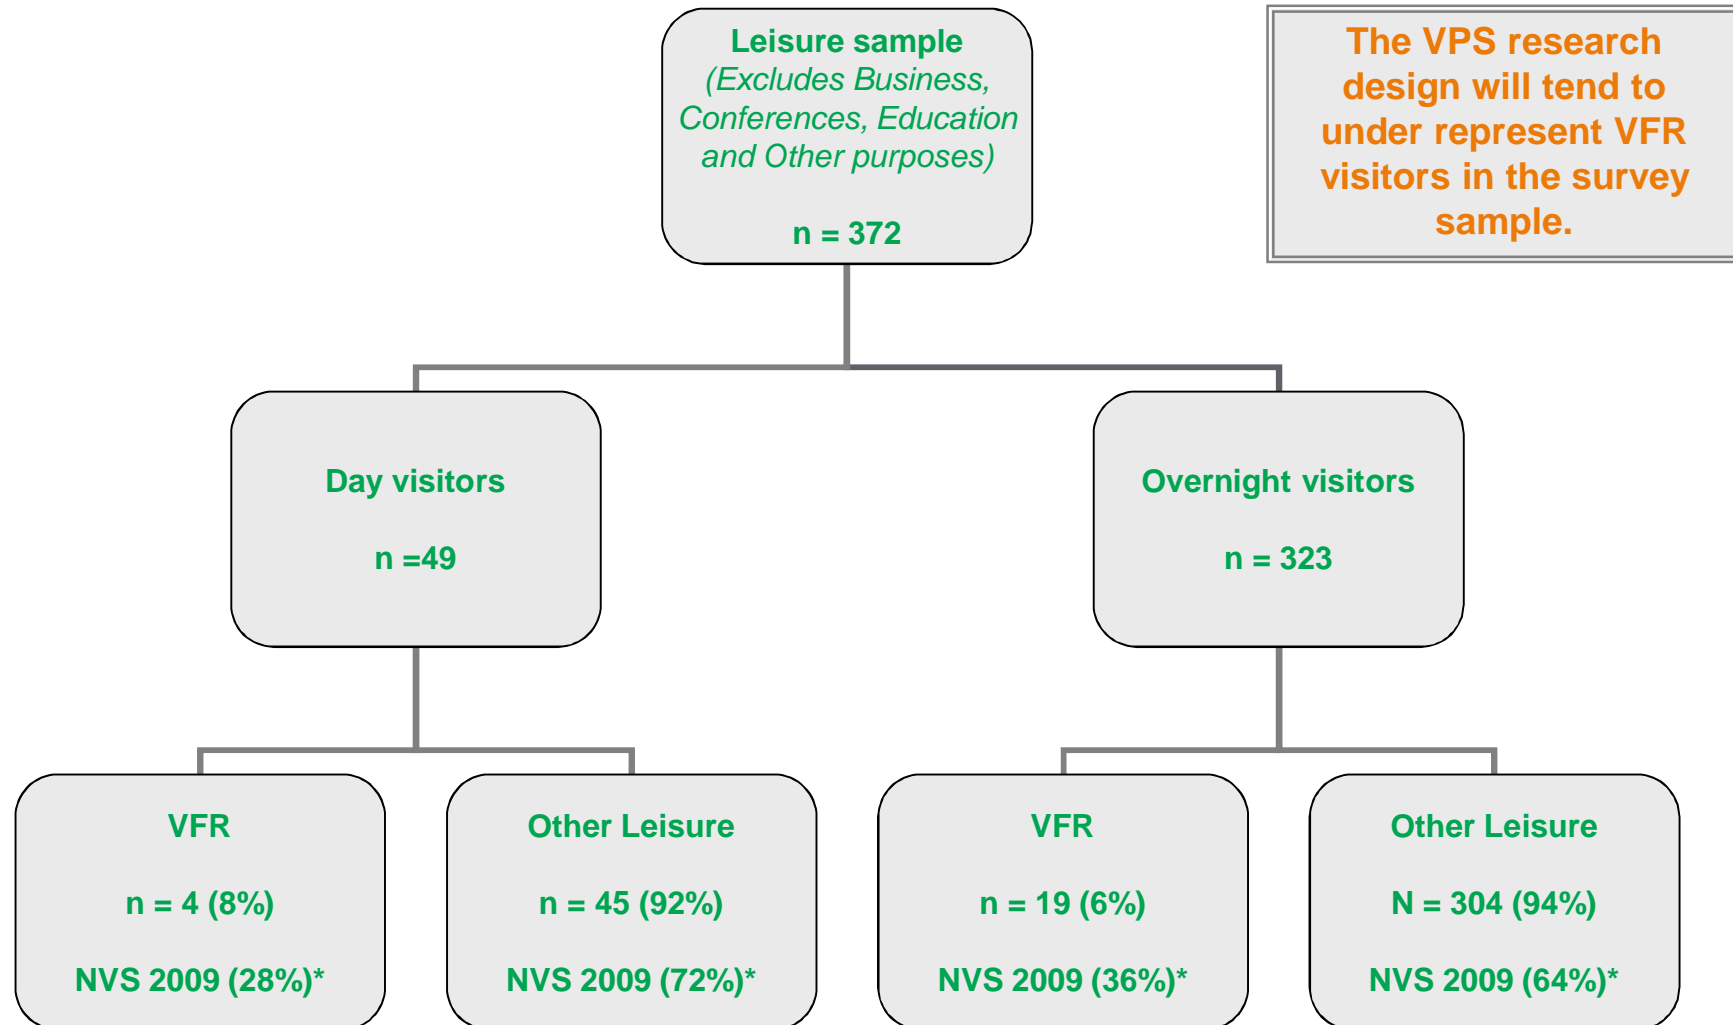 Leisure sample
(Excludes Business,
Conferences, Education
and Other purposes)
n = 372
The VPS research
design will tend to
under represent VFR
visitors in the survey
sample.
Day visitors
n =49
Overnight visitors
n = 323
VFR
n = 4 (8%)
NVS 2009 (28%)*
Other Leisure
n = 45 (92%)
NVS 2009 (72%)*
VFR
n = 19 (6%)
NVS 2009 (36%)*
Other Leisure
N = 304 (94%)
NVS 2009 (64%)*